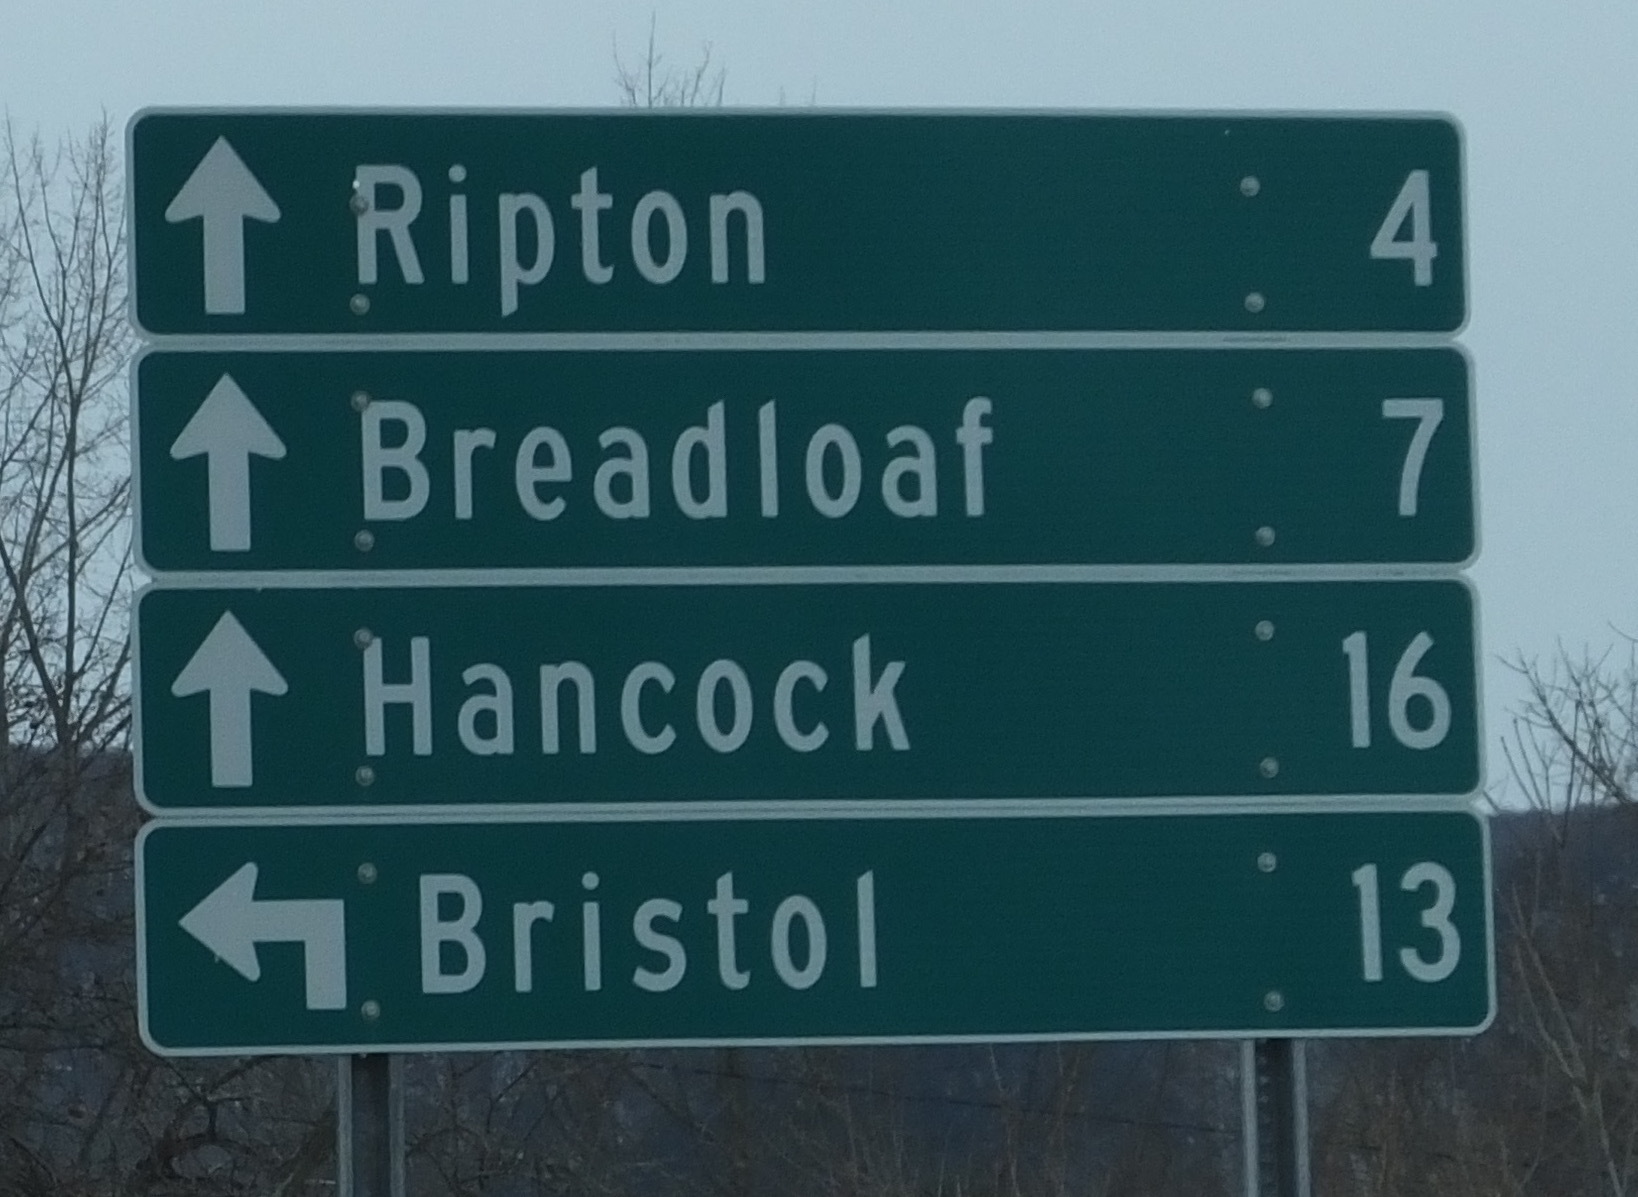 Ripton 4
Breadloaf 7
Hancock 16
Bristol 13